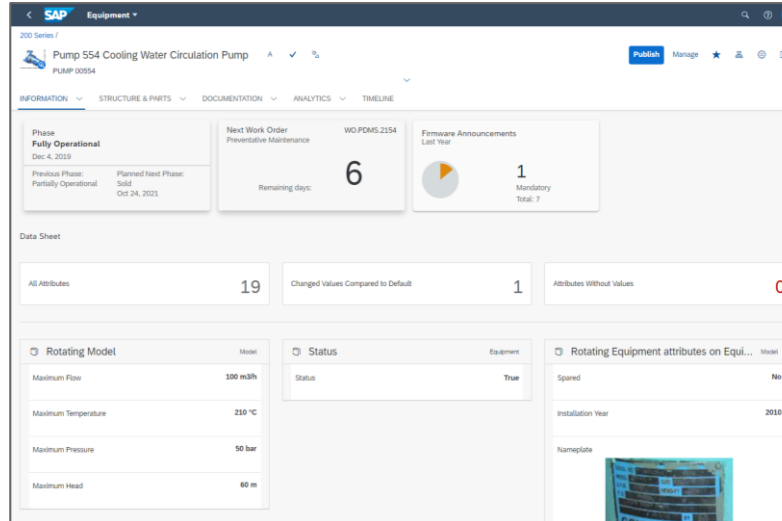 SAP Equipment
200 Series /
Pump 554 Cooling Water Circulation Pump A
PUMP 00554
Publish Manage
INFORMATION STRUCTURE & PARTS DOCUMENTATION ANALYTICS TIMELINE
Phase
Fully Operational
Dec 4, 2019
Previous Phase: Planned Next Phase:
Partially Operational Sold
Oct 24, 2021
Next Work Order WO.PDMS.2154
Preventative Maintenance
Remaining days: 6
Firmware Announcements
Last Year
1
Mandatory
Total: 7
Data Sheet
All Attributes 19
Changed Values Compared to Default 1
Attributes Without Values 0
Rotating Model Model
Maximum Flow 100 m3/h
Maximum Temperature 210 °C
Maximum Pressure 50 bar
Maximum Head 60 m
Status Equipment
Status True
Rotating Equipment attributes on Equi... Model
Spared No
Installation Year 2010
Nameplate